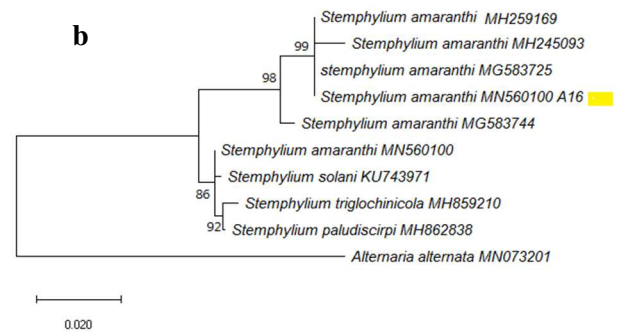 b
Stemphylium amaranthi MH259169
99
Stemphylium amaranthi MH245093
98
stemphylium amaranthi MG583725
Stemphylium amaranthi MN560100 A16
Stemphylium amaranthi MG583744
Stemphylium amaranthi MN560100
Stemphylium solani KU743971
86
Stemphylium triglochinicola MH859210
92
Stemphylium paludiscirpi MH862838
Alternaria alternata MN073201
0.020